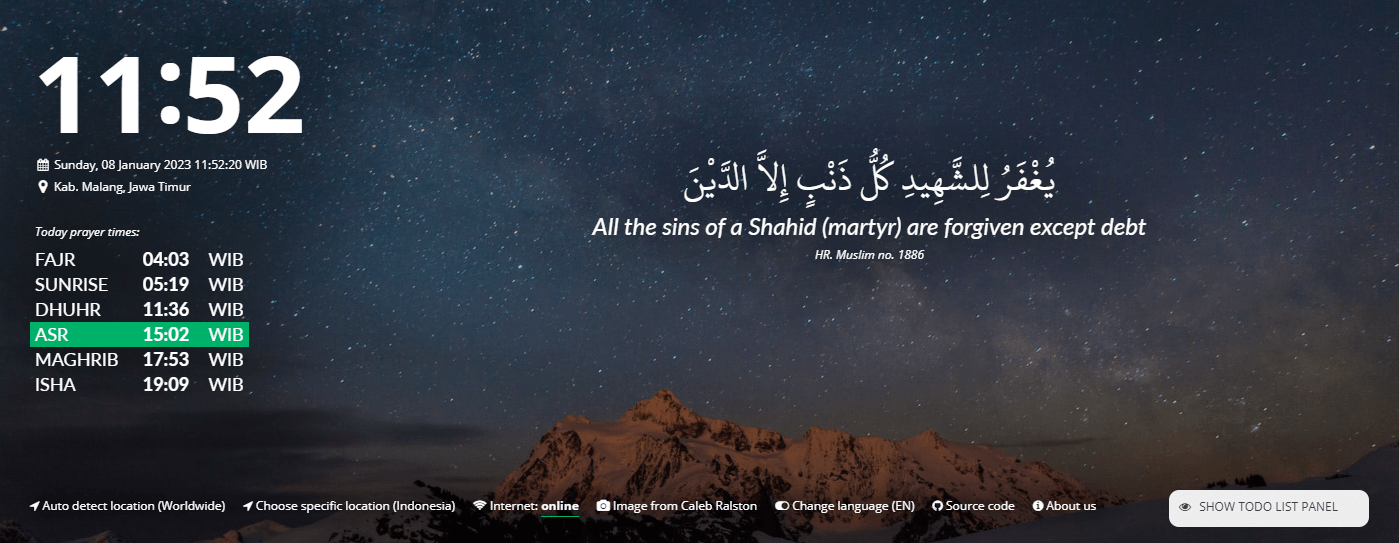 11:52
Sunday, 08 January 2023 11:52:20 WIB
Kab. Malang, Jawa Timur
Today prayer times:
FAJR 04:03 WIB
SUNRISE 05:19 WIB
DHUHR 11:36 WIB
ASR 15:02 WIB
MAGHRIB 17:53 WIB
ISHA 19:09 WIB
يُغْفَرُ لِلشَّهِيدِ كُلُّ ذَنْبٍ إِلاَّ الدَّيْنَ
All the sins of a Shahid (martyr) are forgiven except debt
HR. Muslim no. 1886
Auto detect location (Worldwide) Choose specific location (Indonesia) Internet: online Image from Caleb Ralston Change language (EN) Source code About us SHOW TODO LIST PANEL